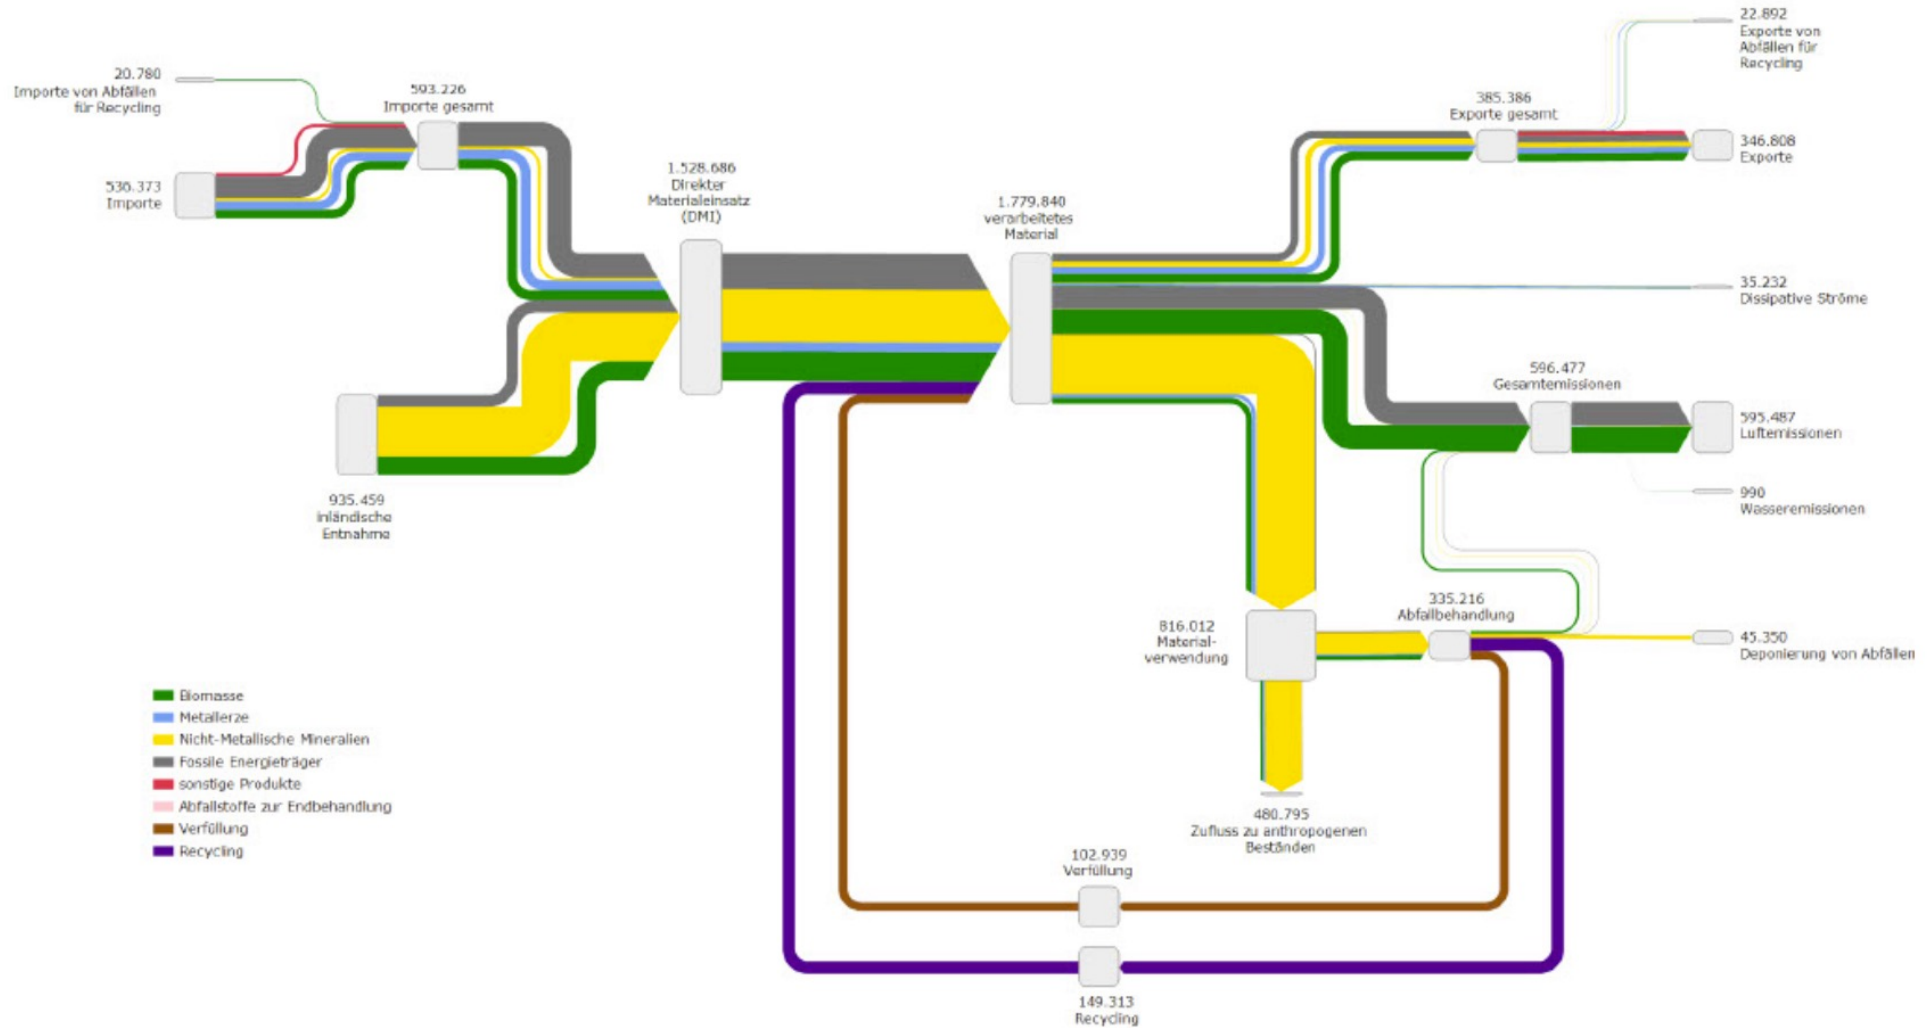 20.780
Importe von Abfällen
für Recycling
593.226
Importe gesamt
536.373
Importe
1.528.686
Direkter
Materialeinsatz
(DMI)
1.779.840
verarbeitetes
Material
935.459
inländische
Entnahme
22.892
Exporte von
Abfällen für
Recycling
385.386
Exporte gesamt
346.808
Exporte
35.232
Dissipative Ströme
596.477
Gesamtemissionen
595.487
Luftemissionen
990
Wasseremissionen
335.216
Abfallbehandlung
816.012
Material-
verwendung
45.350
Deponierung von Abfällen
480.795
Zufluss zu anthropogenen
Beständen
102.939
Verfüllung
149.313
Recycling
Biomasse
Metallerze
Nicht-Metallische Mineralien
Fossile Energieträger
sonstige Produkte
Abfallstoffe zur Endbehandlung
Verfüllung
Recycling